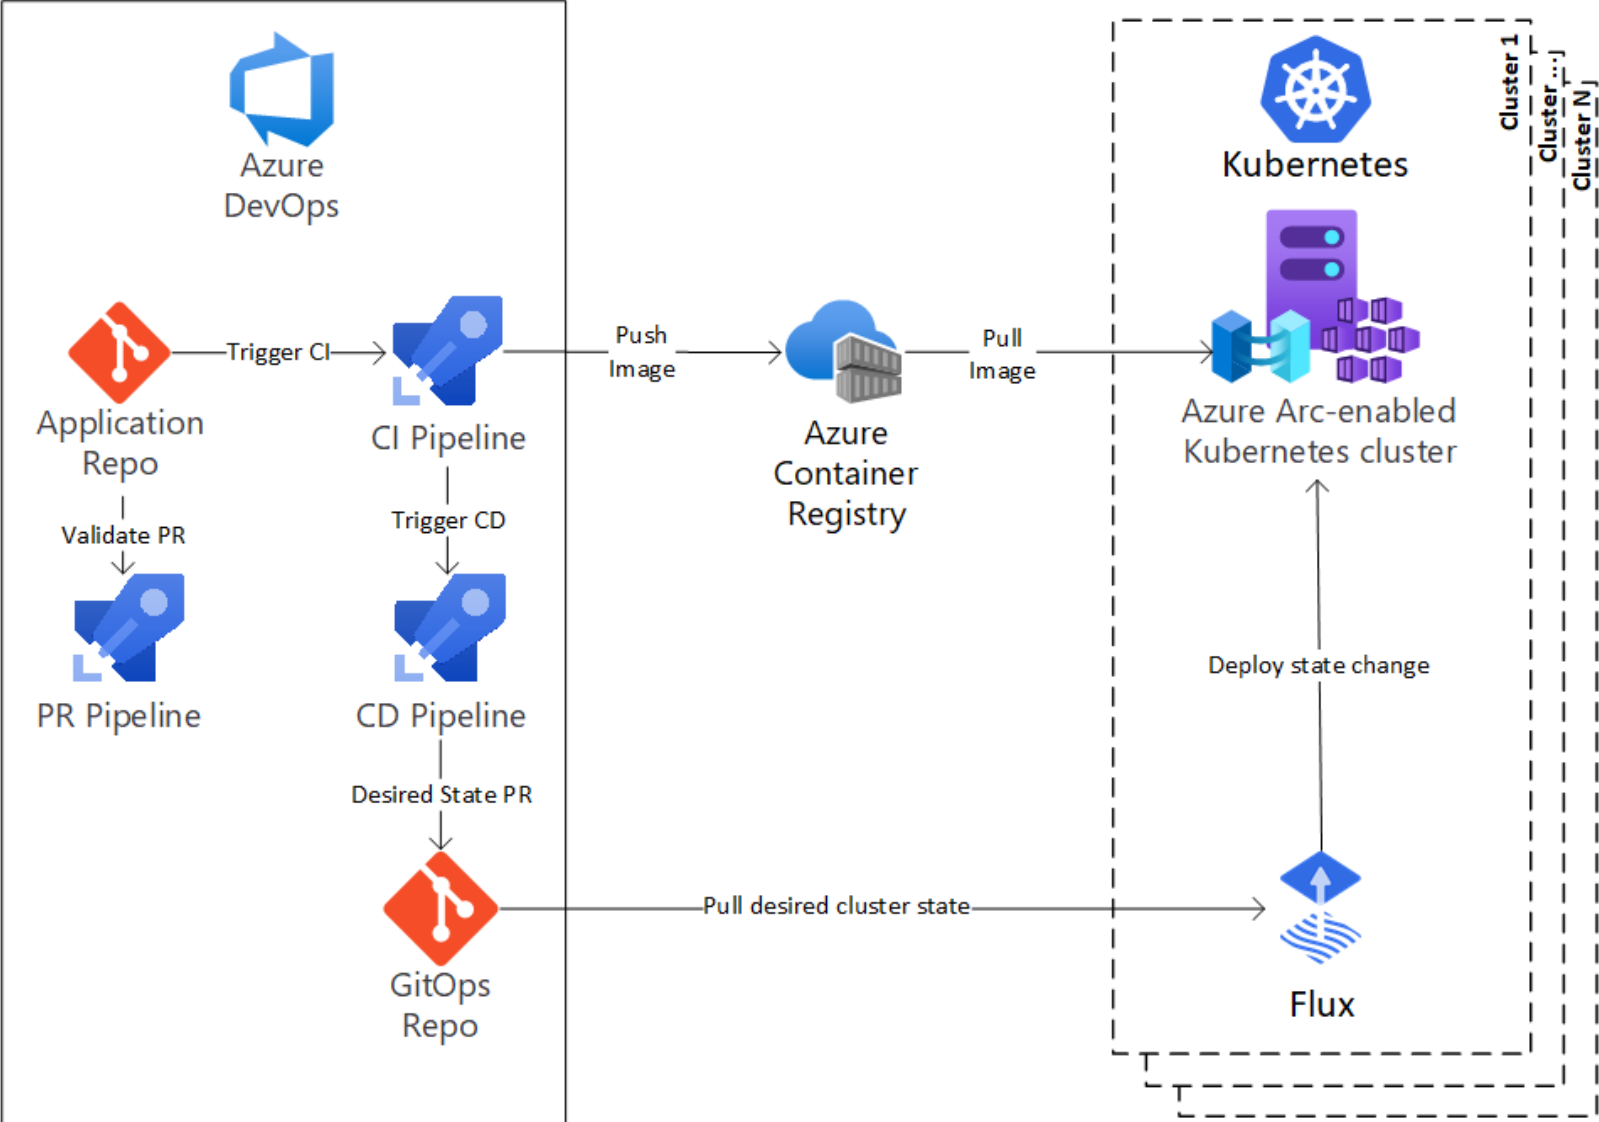 Azure
DevOps
Kubernetes
Cluster 1
Cluster ...
Cluster N
Application
Repo
Trigger CI
CI Pipeline
Push
Image
Azure
Container
Registry
Pull
Image
Azure Arc-enabled
Kubernetes cluster
Validate PR
PR Pipeline
Trigger CD
CD Pipeline
Desired State PR
GitOps
Repo
Pull desired cluster state
Deploy state change
Flux